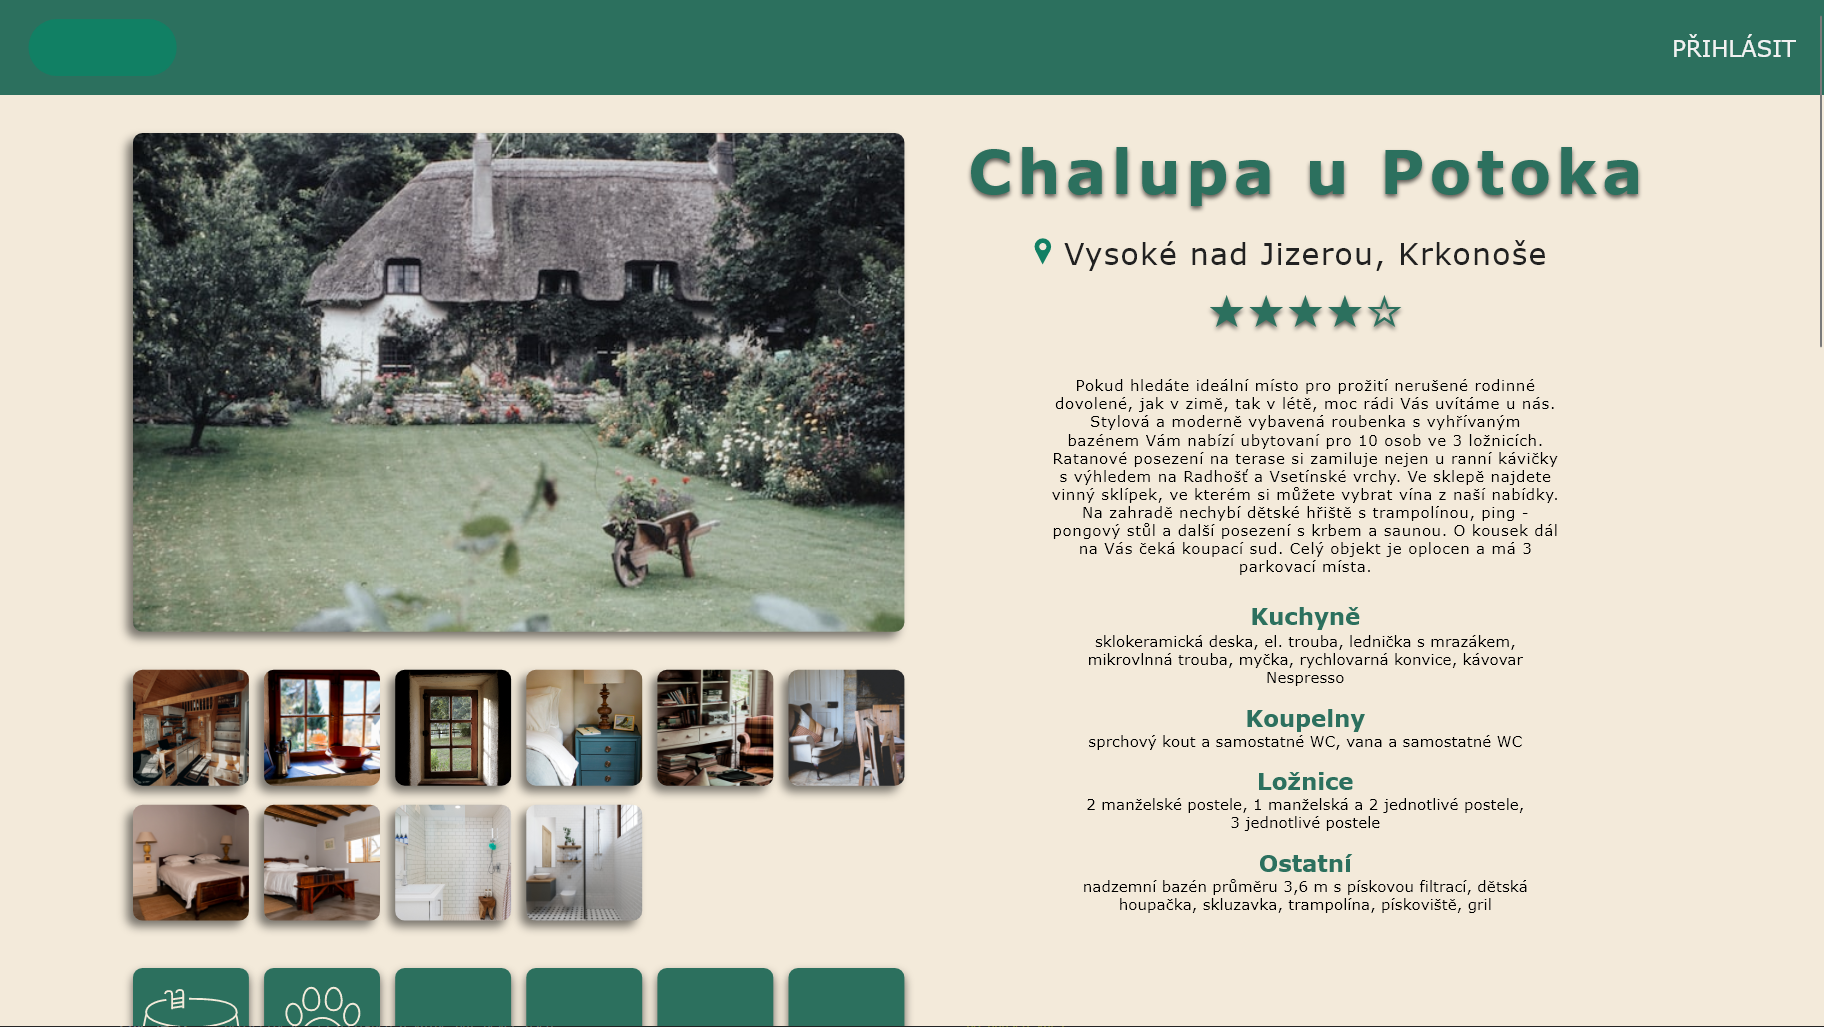 PŘIHLÁSIT
Chalupa u Potoka
Vysoké nad Jizerou, Krkonoše
Pokud hledáte ideální místo pro prožití nerušené rodinné
dovolené, jak v zimě, tak v létě, moc rádi Vás uvítáme u nás.
Stylová a moderně vybavená roubenka s vyhřívaným
bazénem Vám nabízí ubytovaní pro 10 osob ve 3 ložnicích.
Ratanové posezení na terase si zamiluje nejen u ranní kávičky
s výhledem na Radhošť a Vsetínské vrchy. Ve sklepě najdete
vinný sklípek, ve kterém si můžete vybrat vína z naší nabídky.
Na zahradě nechybí dětské hřiště s trampolínou, ping -
pongový stůl a další posezení s krbem a saunou. O kousek dál
na Vás čeká koupací sud. Celý objekt je oplocen a má 3
parkovací místa.
Kuchyně
sklokeramická deska, el. trouba, lednička s mrazákem,
mikrovlnná trouba, myčka, rychlovarná konvice, kávovar
Nespresso
Koupelny
sprchový kout a samostatné WC, vana a samostatné WC
Ložnice
2 manželské postele, 1 manželská a 2 jednotlivé postele,
3 jednotlivé postele
Ostatní
nadzemní bazén průměru 3,6 m s pískovou filtrací, dětská
houpačka, skluzavka, trampolína, pískoviště, gril